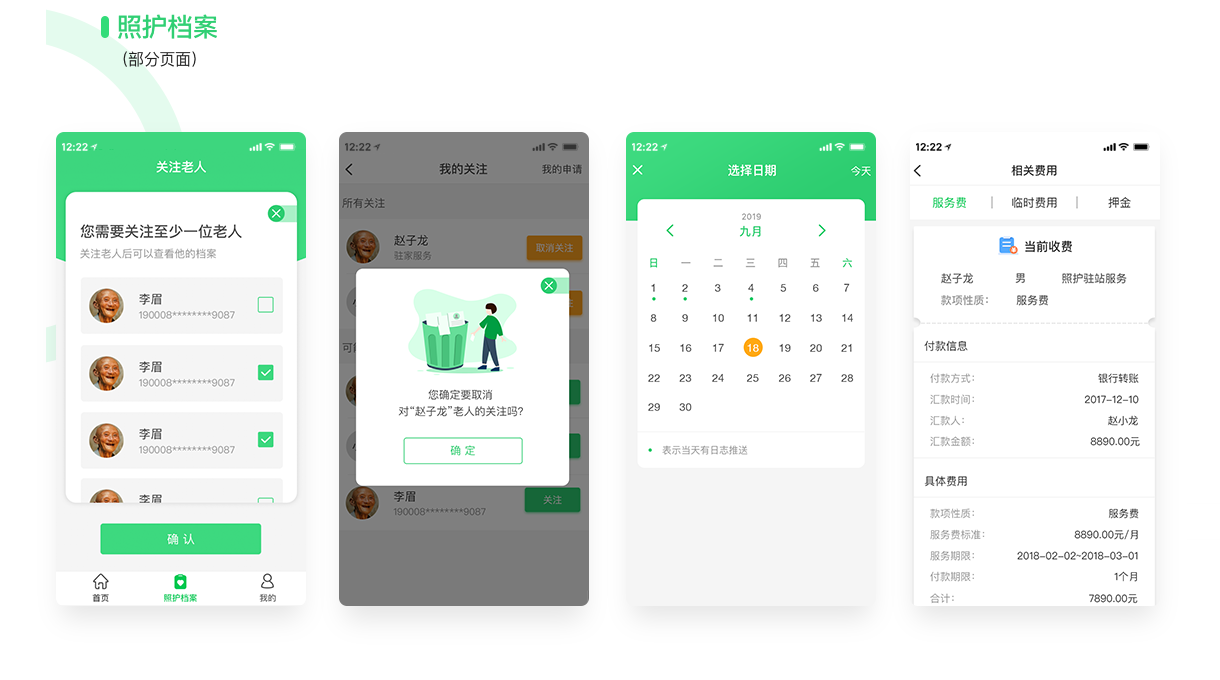 照护档案
(部分页面)
12:22
关注老人
您需要关注至少一位老人
关注老人后可以查看他的档案
李眉
190008********9087
李眉
190008********9087
李眉
190008********9087
李眉
确 认
首页 照护档案 我的
12:22
我的关注 我的申请
所有关注
赵子龙
驻家服务
取消关注
您确定要取消
对“赵子龙”老人的关注吗?
确 定
李眉
190008********9087
关注
12:22
选择日期 今天
2019
九月
日 一 二 三 四 五 六
1 2 3 4 5 6 7
8 9 10 11 12 13 14
15 16 17 18 19 20 21
22 23 24 25 26 27 28
29 30
表示当天有日志推送
12:22
相关费用
服务费 临时费用 押金
当前收费
赵子龙 男 照护驻站服务
款项性质: 服务费
付款信息
付款方式: 银行转账
汇款时间: 2017-12-10
汇款人: 赵小龙
汇款金额: 8890.00元
具体费用
款项性质: 服务费
服务费标准: 8890.00元/月
服务期限: 2018-02-02~2018-03-01
付款期限: 1个月
合计: 7890.00元